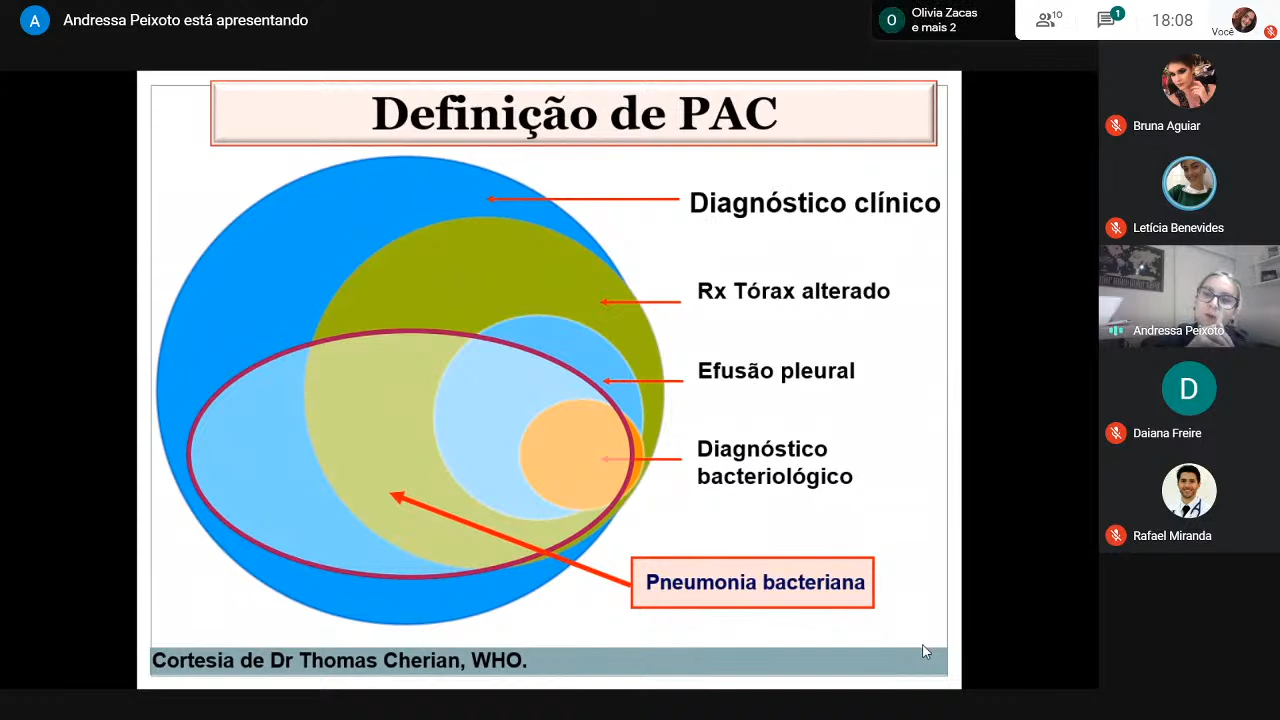 A
Andressa Peixoto está apresentando
O
Olivia Zacas
e mais 2
10
1
18:08
Você
Definição de PAC
Diagnóstico clínico
Rx Tórax alterado
Efusão pleural
Diagnóstico
bacteriológico
Pneumonia bacteriana
Cortesia de Dr Thomas Cherian, WHO.
Bruna Aguiar
Letícia Benevides
Andressa Peixoto
D
Daiana Freire
Rafael Miranda